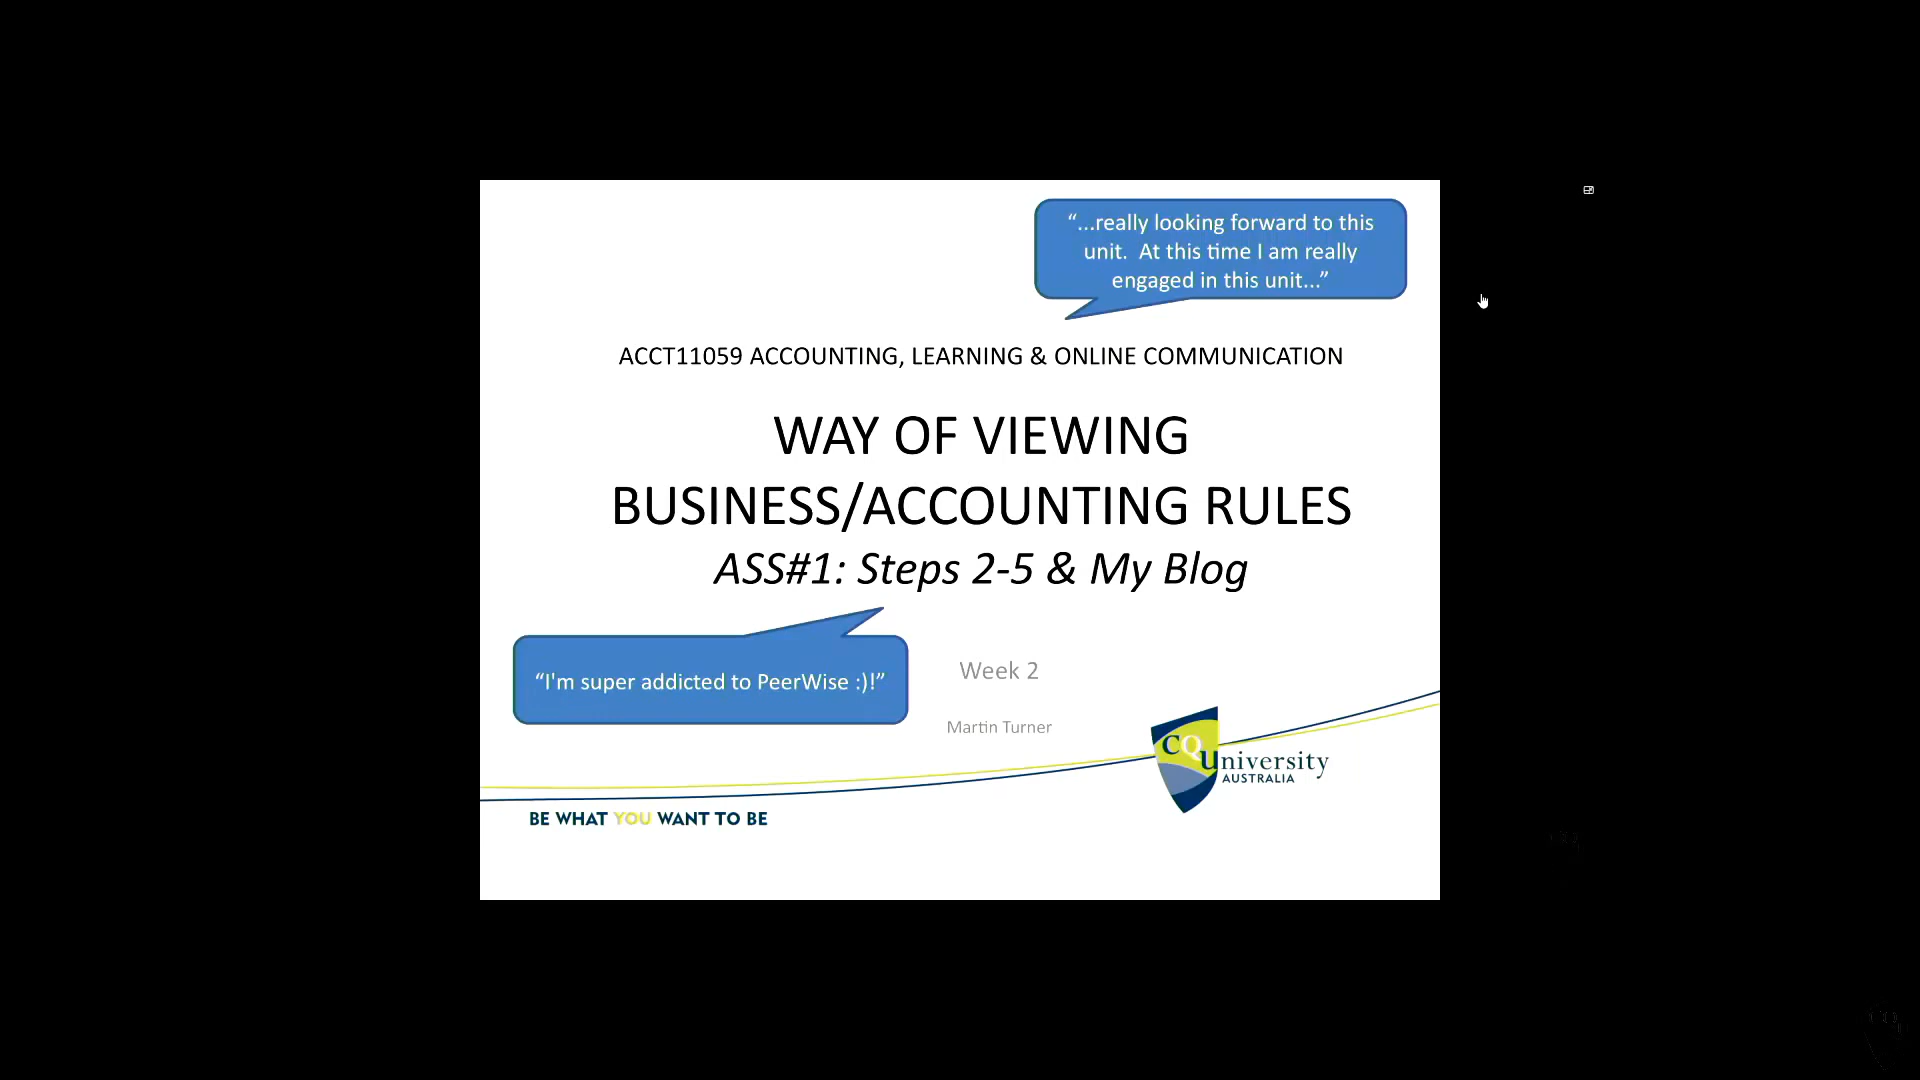 “...really looking forward to this
unit.  At this time I am really
engaged in this unit...”
ACCT11059 ACCOUNTING, LEARNING & ONLINE COMMUNICATION
WAY OF VIEWING
BUSINESS/ACCOUNTING RULES
ASS#1: Steps 2-5 & My Blog
“I'm super addicted to PeerWise :)!”
Week 2
Martin Turner
CQUniversity
AUSTRALIA
BE WHAT YOU WANT TO BE